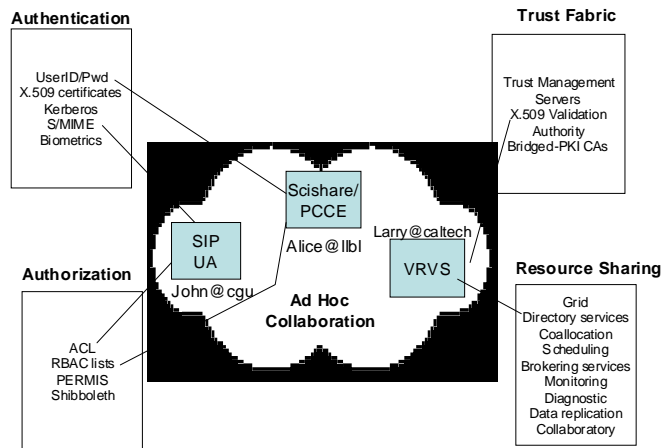 Authentication
UserID/Pwd
X.509 certificates
Kerberos
S/MIME
Biometrics
Trust Fabric
Trust Management
Servers
X.509 Validation
Authority
Bridged-PKI CAs
Scishare/
PCCE
Alice@llbl
SIP
UA
John@cgu
Larry@caltech
VRVS
Ad Hoc
Collaboration
Authorization
ACL
RBAC lists
PERMIS
Shibboleth
Resource Sharing
Grid
Directory services
Coallocation
Scheduling
Brokering services
Monitoring
Diagnostic
Data replication
Collaboratory